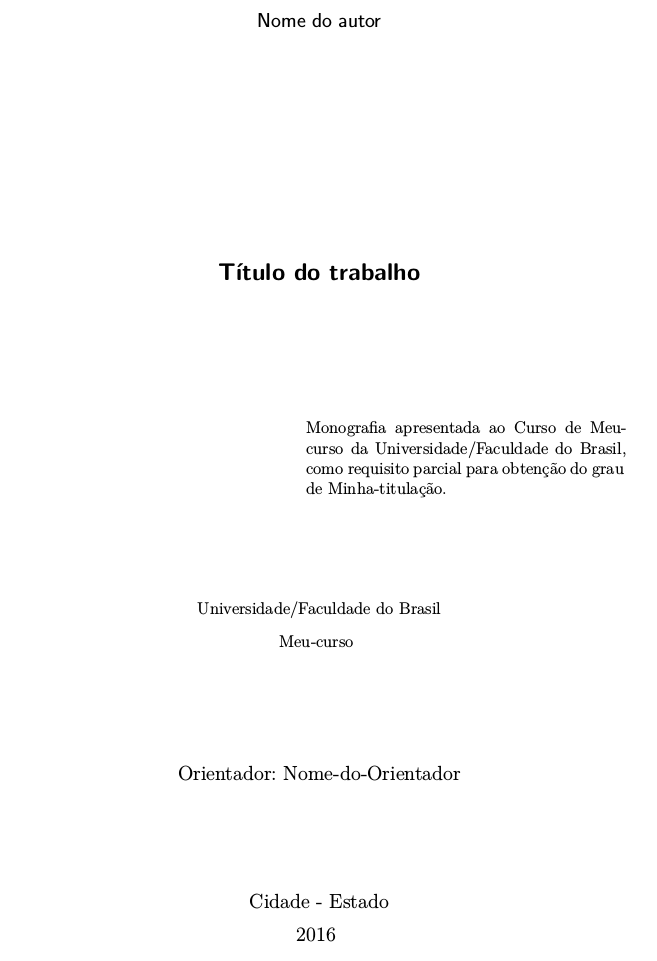 Nome do autor
Título do trabalho
Monografia apresentada ao Curso de Meu-
curso da Universidade/Faculdade do Brasil,
como requisito parcial para obtenção do grau
de Minha-titulação.
Universidade/Faculdade do Brasil
Meu-curso
Orientador: Nome-do-Orientador
Cidade - Estado
2016